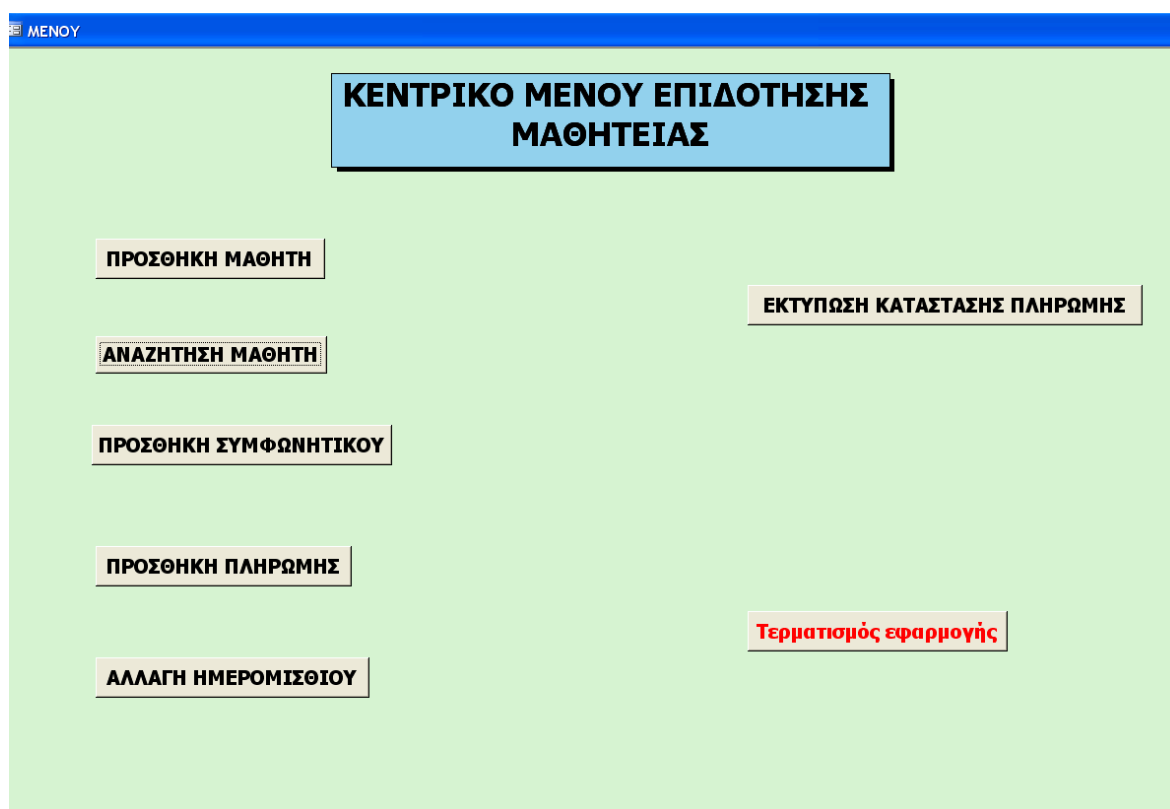 ΜΕΝΟΥ
ΚΕΝΤΡΙΚΟ ΜΕΝΟΥ ΕΠΙΔΟΤΗΣΗΣ
ΜΑΘΗΤΕΙΑΣ
ΠΡΟΣΘΗΚΗ ΜΑΘΗΤΗ
ΕΚΤΥΠΩΣΗ ΚΑΤΑΣΤΑΣΗΣ ΠΛΗΡΩΜΗΣ
ΑΝΑΖΗΤΗΣΗ ΜΑΘΗΤΗ
ΠΡΟΣΘΗΚΗ ΣΥΜΦΩΝΗΤΙΚΟΥ
ΠΡΟΣΘΗΚΗ ΠΛΗΡΩΜΗΣ
Τερματισμός εφαρμογής
ΑΛΛΑΓΗ ΗΜΕΡΟΜΙΣΘΙΟΥ